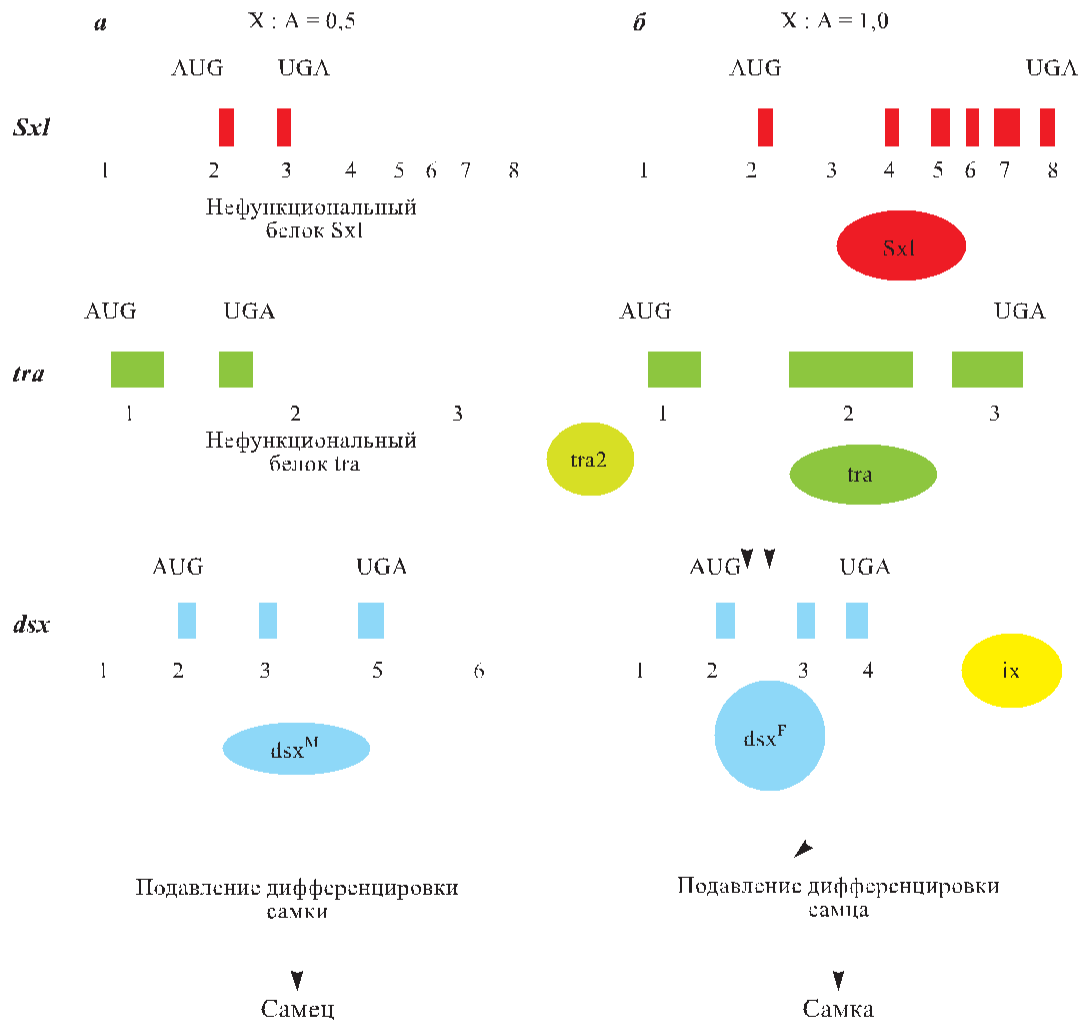 а X : A = 0,5 б X : A = 1,0
AUG UGA AUG UGA
Sxl
1 2 3 4 5 6 7 8 1 2 3 4 5 6 7 8
Нефункциональный
белок Sxl
Sxl
AUG UGA AUG UGA
tra
1 2 3 1 2 3
Нефункциональный
белок tra
tra2 tra
AUG UGA AUG UGA
dsx
1 2 3 5 6 1 2 3 4 ix
dsxᴹ dsxᶠ
Подавление дифференцировки
самки
Подавление дифференцировки
самца
Самец Самка